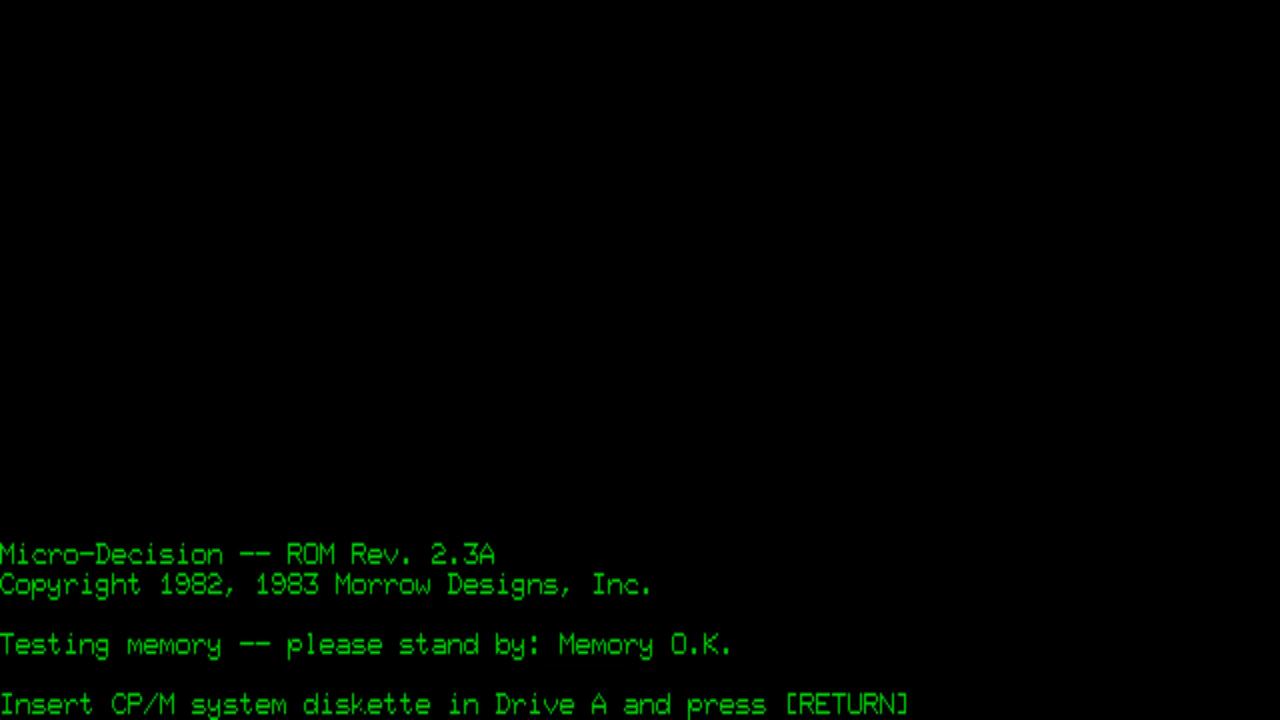 Micro-Decision -- ROM Rev. 2.3A
Copyright 1982, 1983 Morrow Designs, Inc.
Testing memory -- please stand by: Memory O.K.
Insert CP/M system diskette in Drive A and press [RETURN]